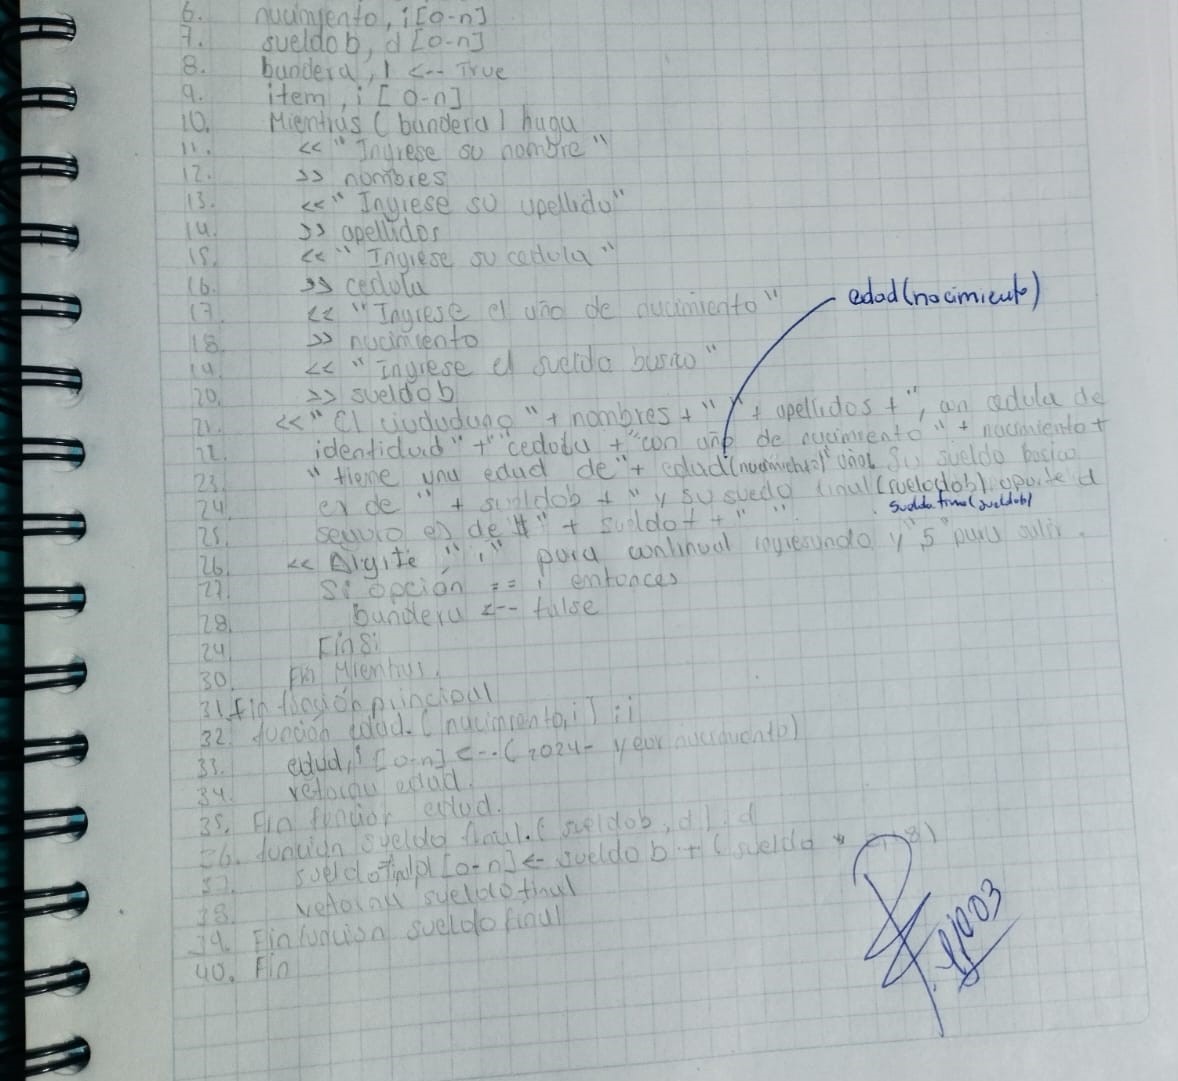 6. nacimiento, i [0-n]
7. sueldo b, d [0-n]
8. bandera, l <-- True
9. item, i [0-n]
10. Mientras (bandera) haga
11. << "Ingrese su nombre"
12. >> nombres
13. << "Ingrese su apellido"
14. >> apellidos
15. << "Ingrese su cedula"
16. >> cedula
17. << "Ingrese el año de nacimiento" edad(nacimiento)
18. >> nacimiento
19. << "Ingrese el sueldo basico"
20. >> sueldob
21. << "El ciudadano "+ nombres + " " + apellidos + ", con cedula de
22. identidad" + "cedula + "con año de nacimiento" + nacimiento +
23. "tiene una edad de "+ edad(nacimiento) años Su sueldo basico
24. er de " + sueldob + " y su suedo final (sueldob) aporte d
25. seguro es de " + sueldo + " ". Sueldo final (sueldob)
26. << Digite "1" para continuar ingresando y "5" para salir.
27. Si opcion == 1 entonces
28. bandera <-- false
29. Fin Si
30. Fin Mientras.
31. fin función principal
32. función edad. (nacimiento, i) : i
33. edad, i [0-n] <-- (2024 - year nacimiento)
34. retorna edad.
35. Fin función edad.
36. función sueldo final. (sueldob, d) . d
37. sueldofinal [0-n] <- sueldo b + (sueldo * 8)
38. retorna sueldo final
39. Fin función sueldo final
40. Fin